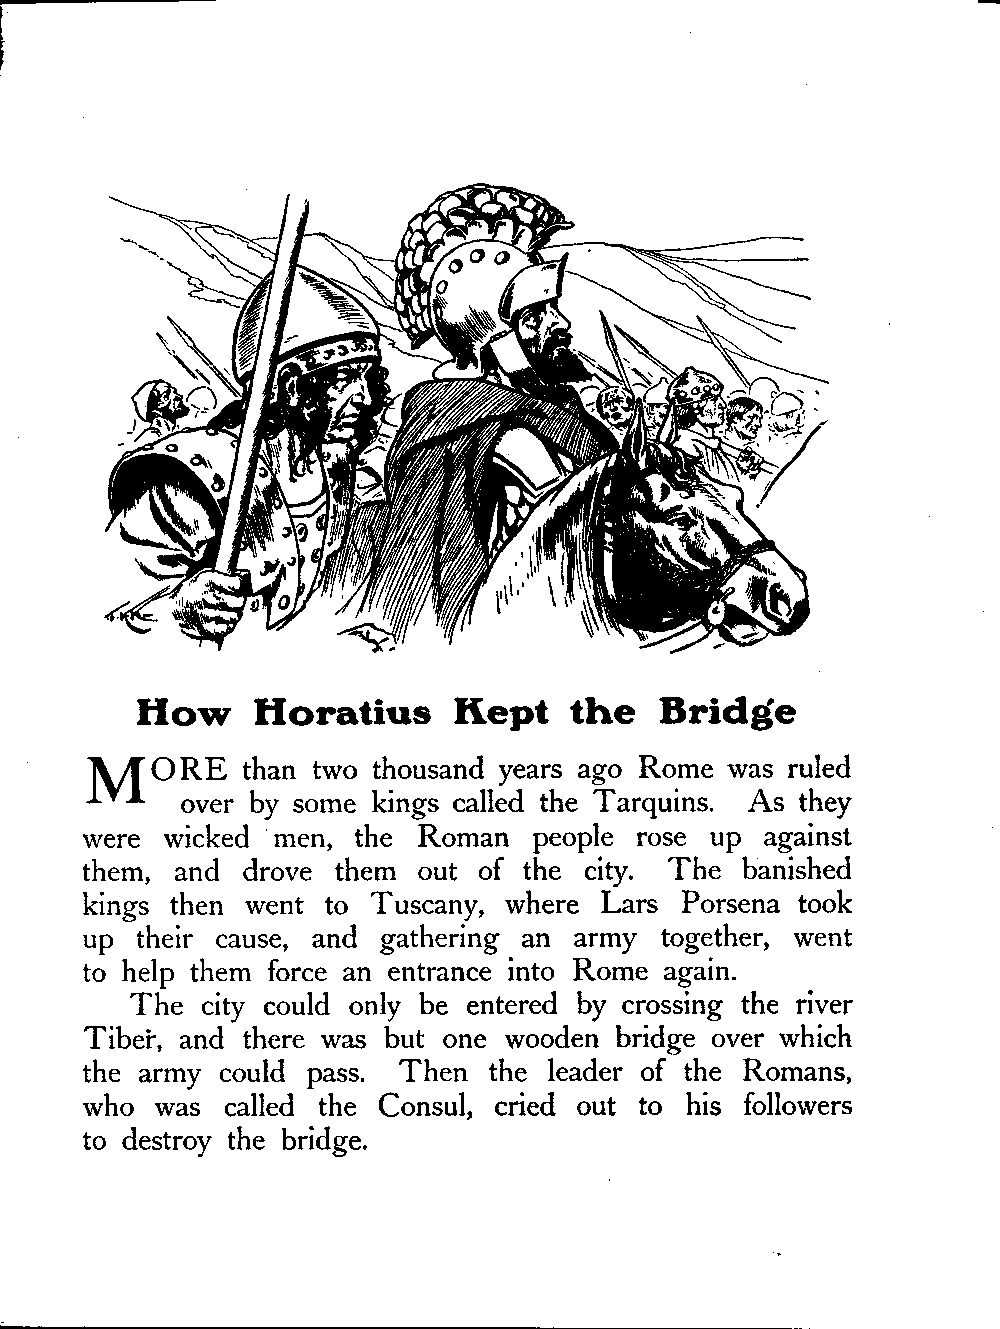 How Horatius Kept the Bridge
MORE than two thousand years ago Rome was ruled
over by some kings called the Tarquins. As they
were wicked men, the Roman people rose up against
them, and drove them out of the city. The banished
kings then went to Tuscany, where Lars Porsena took
up their cause, and gathering an army together, went
to help them force an entrance into Rome again.
The city could only be entered by crossing the river
Tiber, and there was but one wooden bridge over which
the army could pass. Then the leader of the Romans,
who was called the Consul, cried out to his followers
to destroy the bridge.